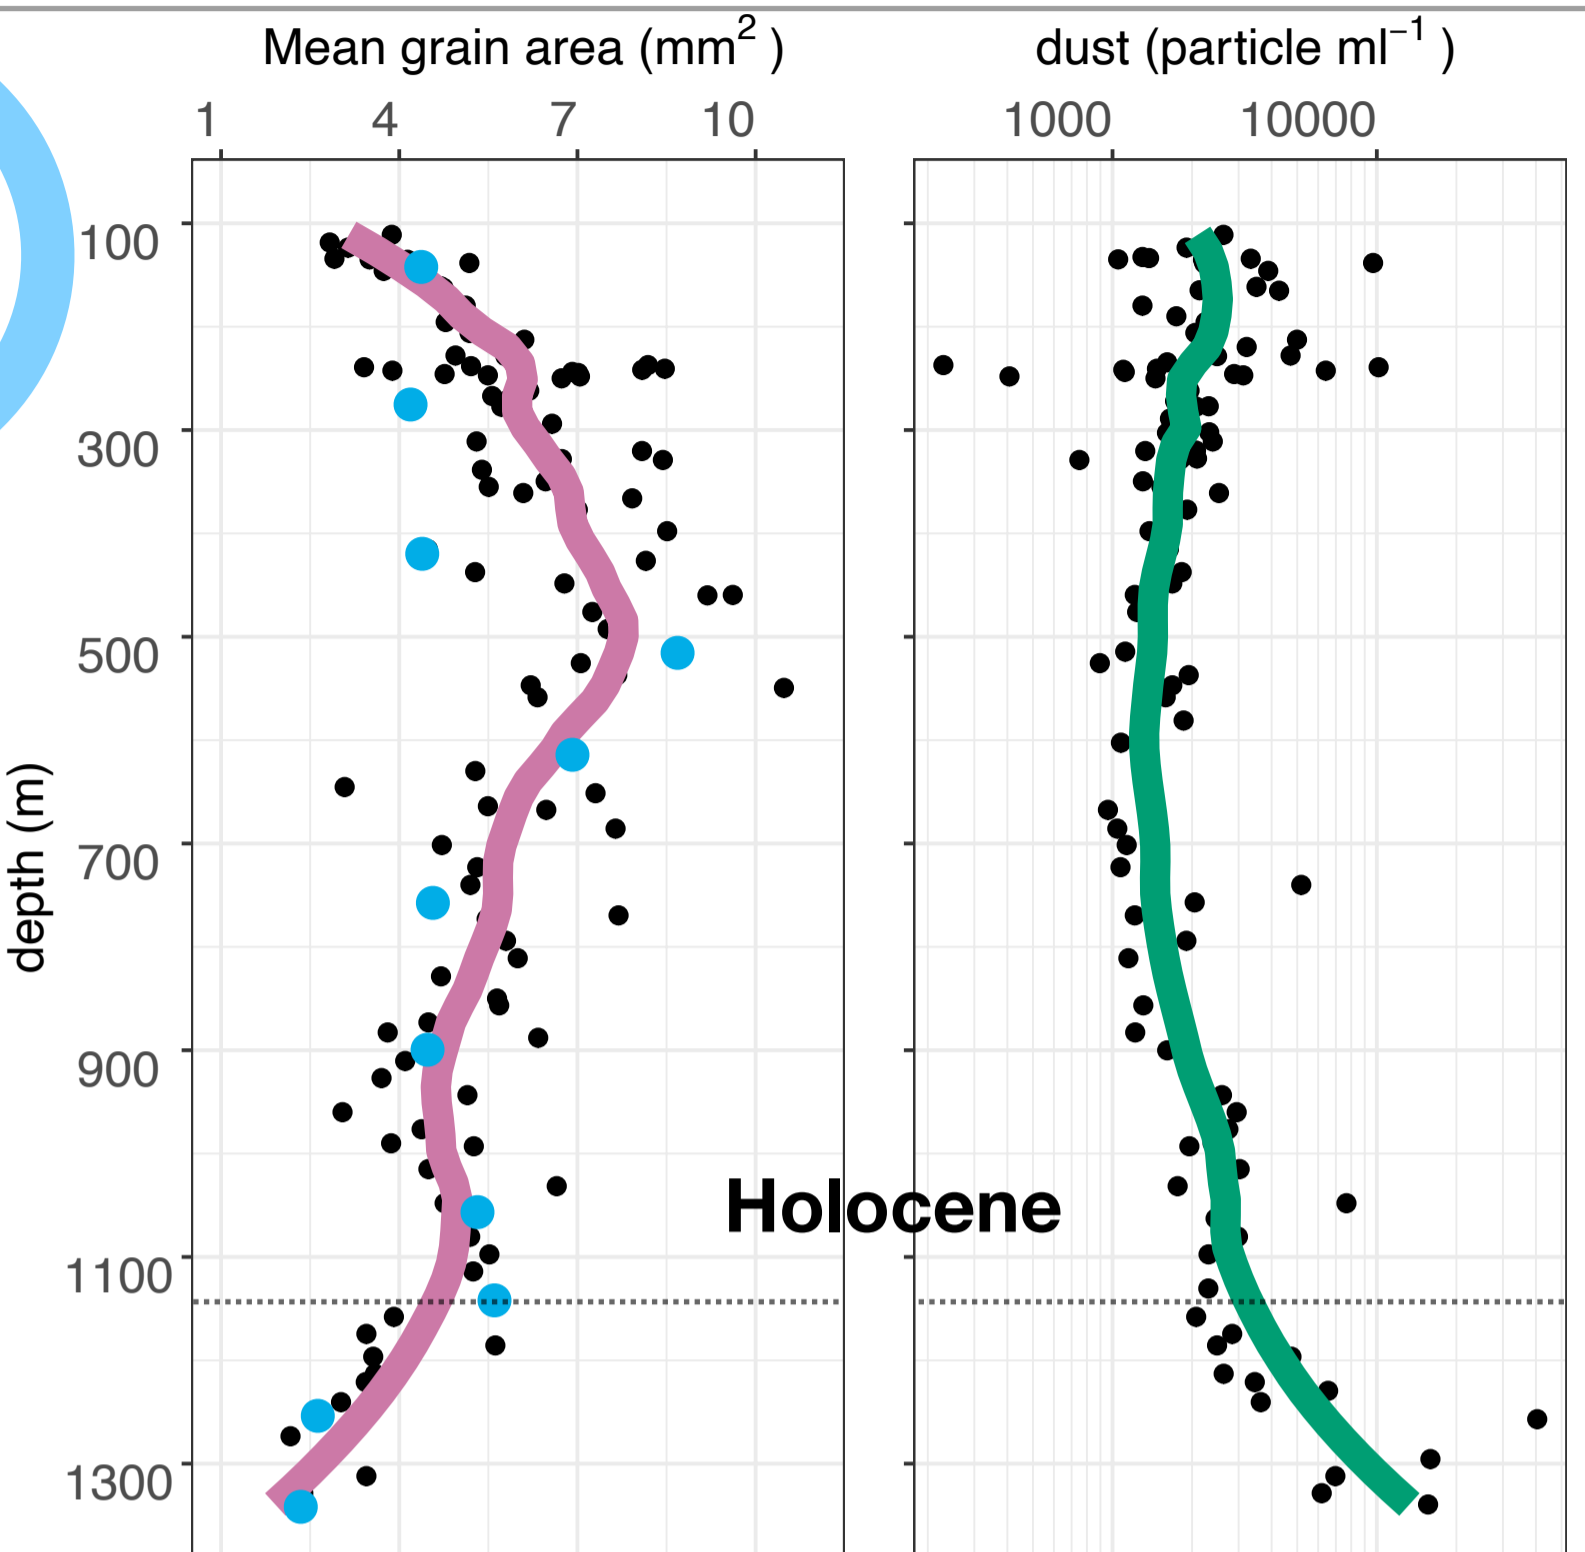 Mean grain area (mm² )
dust (particle ml⁻¹ )
1 4 7 10
1000 10000
100
300
500
700
900
1100
1300
depth (m)
Holocene